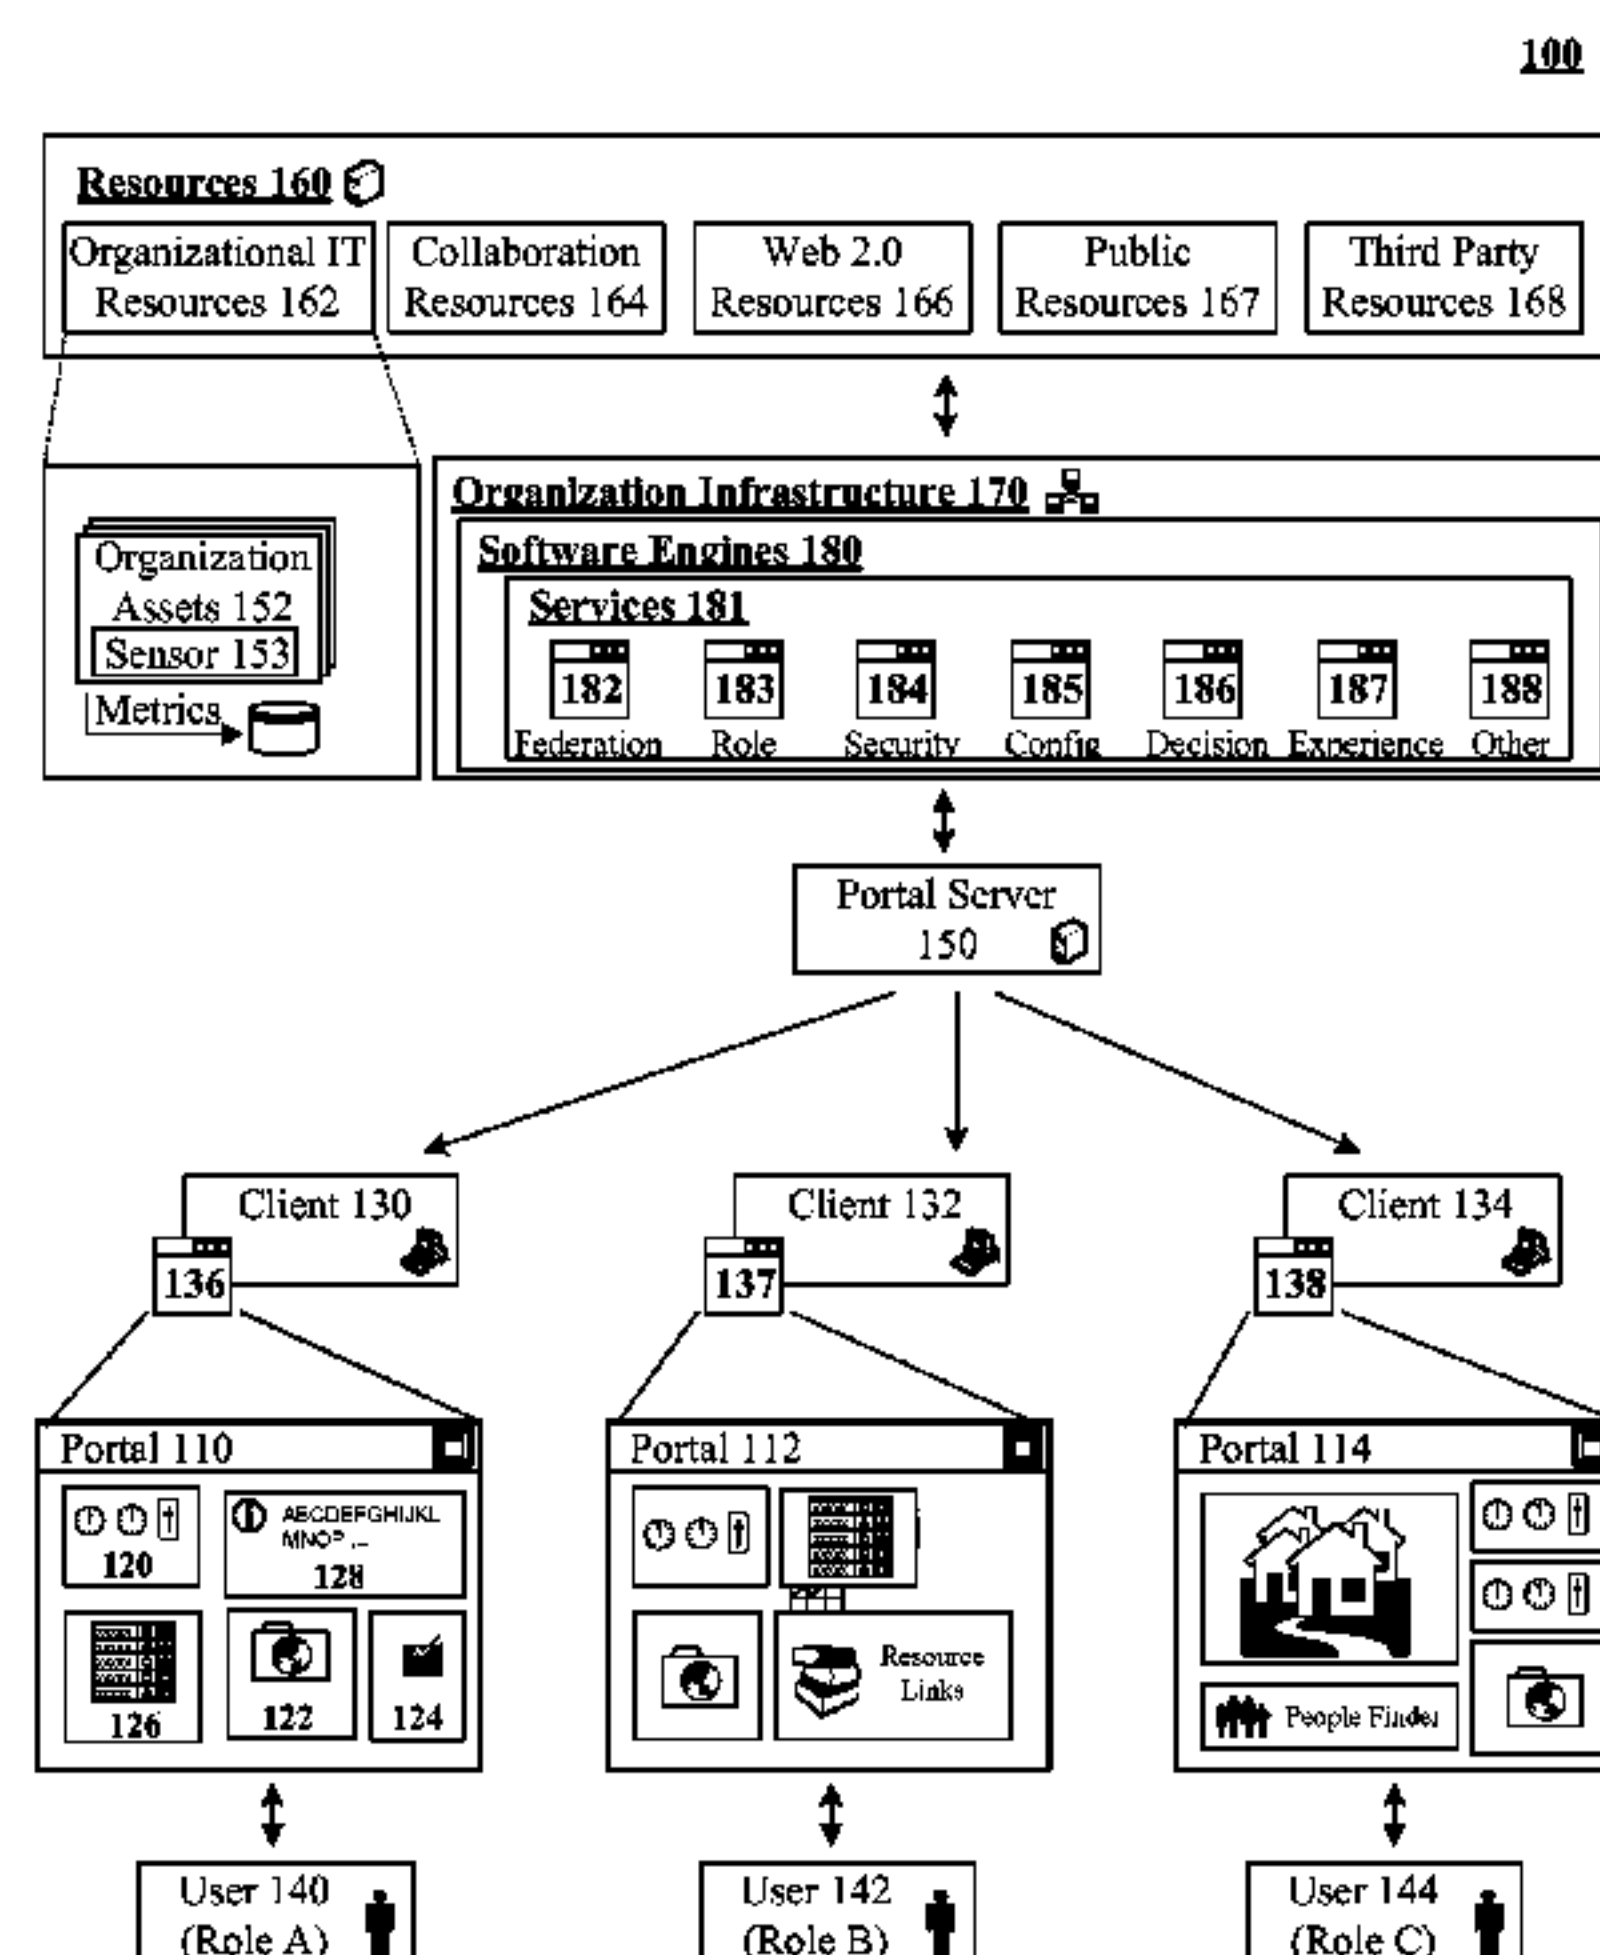 100
Resources 160
Organizational IT
Resources 162
Collaboration
Resources 164
Web 2.0
Resources 166
Public
Resources 167
Third Party
Resources 168
Organization
Assets 152
Sensor 153
Metrics
Organization Infrastructure 170
Software Engines 180
Services 181
182
183
184
185
186
187
188
Federation
Role
Security
Config
Decision
Experience
Other
Portal Server
150
Client 130
Client 132
Client 134
136
137
138
Portal 110
120
ABCDEFGHIJKL
MNOP ...
128
126
122
124
Portal 112
Resource
Links
Portal 114
People Finder
User 140
(Role A)
User 142
(Role B)
User 144
(Role C)